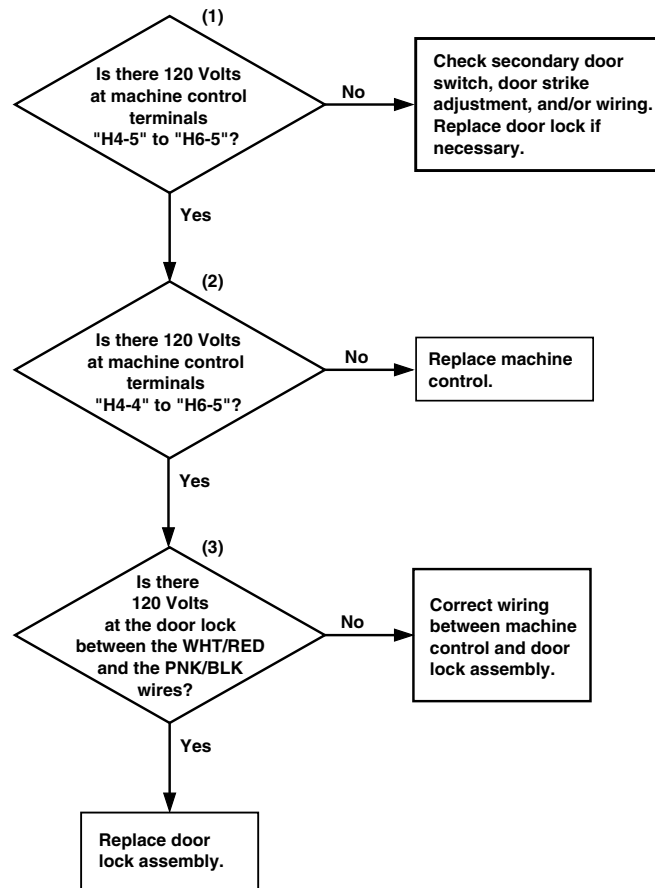 (1)
Is there 120 Volts
at machine control
terminals
"H4-5" to "H6-5"?
No
Check secondary door
switch, door strike
adjustment, and/or wiring.
Replace door lock if
necessary.
Yes
(2)
Is there 120 Volts
at machine control
terminals
"H4-4" to "H6-5"?
No
Replace machine
control.
Yes
(3)
Is there
120 Volts
at the door lock
between the WHT/RED
and the PNK/BLK
wires?
No
Correct wiring
between machine
control and door
lock assembly.
Yes
Replace door
lock assembly.